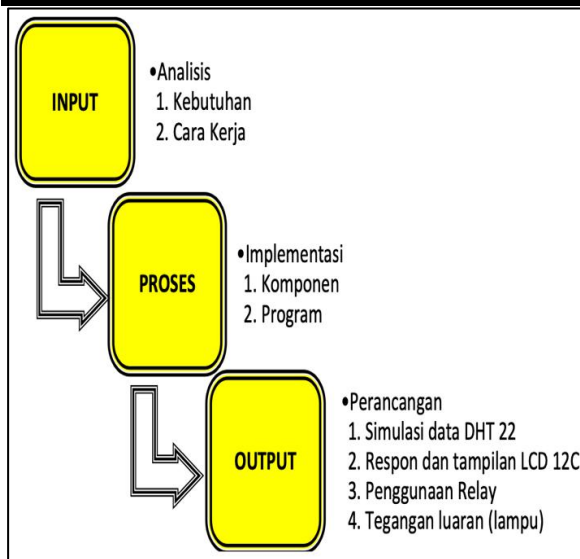 INPUT
•Analisis
1. Kebutuhan
2. Cara Kerja
PROSES
•Implementasi
1. Komponen
2. Program
OUTPUT
•Perancangan
1. Simulasi data DHT 22
2. Respon dan tampilan LCD 12C
3. Penggunaan Relay
4. Tegangan luaran (lampu)